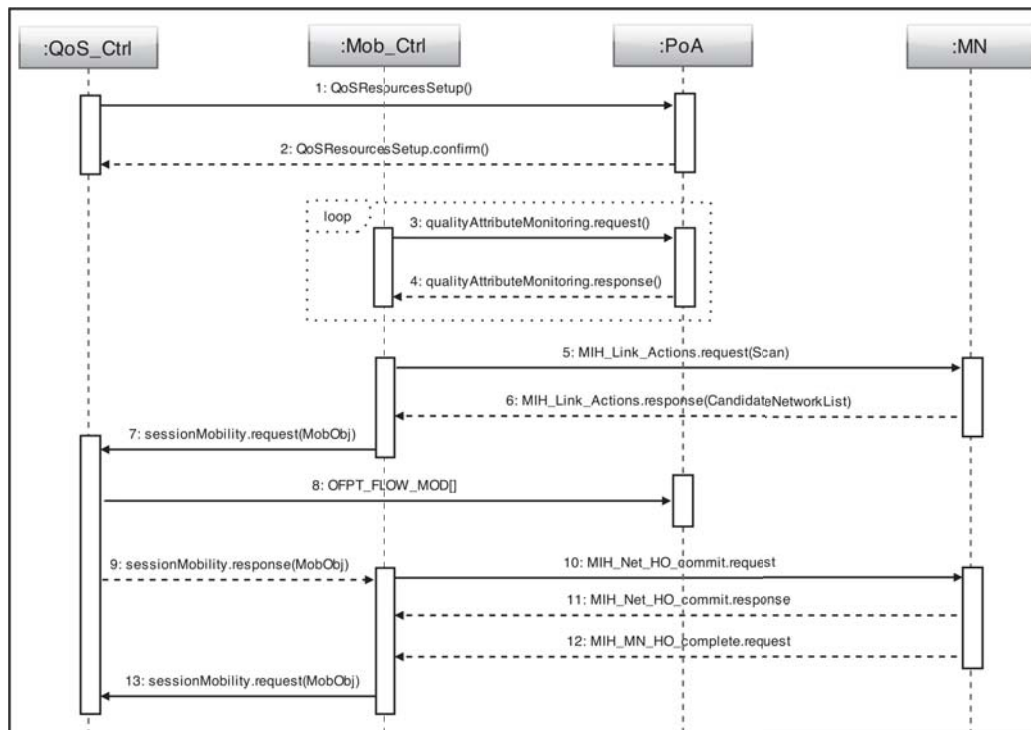 :QoS_Ctrl
:Mob_Ctrl
:PoA
:MN
1: QoSResourcesSetup()
2: QoSResourcesSetup.confirm()
loop
3: qualityAttributeMonitoring.request()
4: qualityAttributeMonitoring.response()
5: MIH_Link_Actions.request(Scan)
6: MIH_Link_Actions.response(CandidateNetworkList)
7: sessionMobility.request(MobObj)
8: OFPT_FLOW_MOD[]
9: sessionMobility.response(MobObj)
10: MIH_Net_HO_commit.request
11: MIH_Net_HO_commit.response
12: MIH_MN_HO_complete.request
13: sessionMobility.request(MobObj)